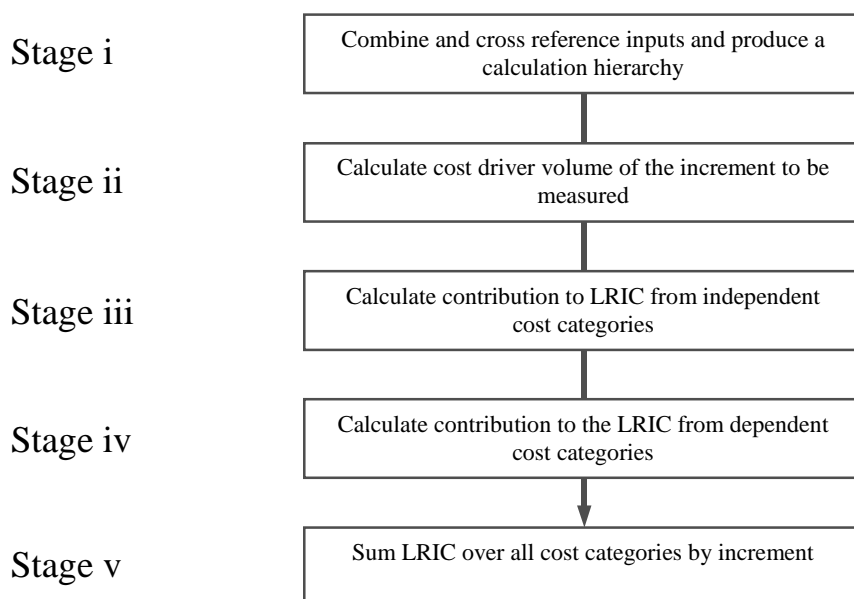 Stage i
Combine and cross reference inputs and produce a
calculation hierarchy
Stage ii
Calculate cost driver volume of the increment to be
measured
Stage iii
Calculate contribution to LRIC from independent
cost categories
Stage iv
Calculate contribution to the LRIC from dependent
cost categories
Stage v
Sum LRIC over all cost categories by increment